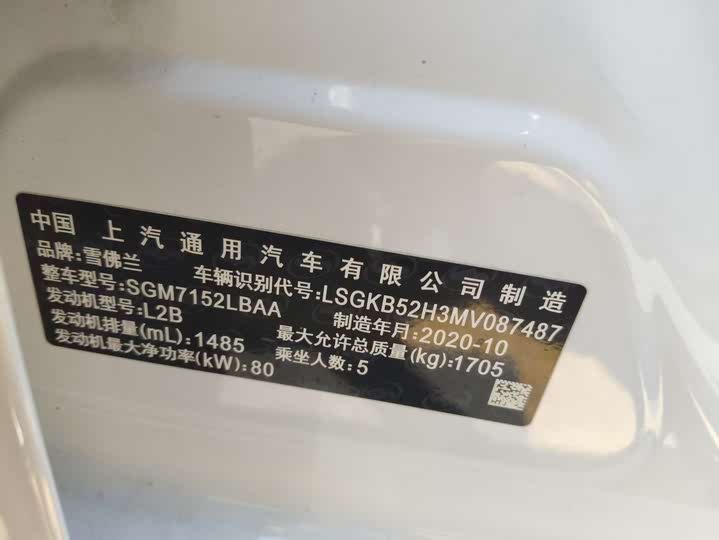 中国 上汽通用汽车有限公司制造
品牌:雪佛兰 车辆识别代号:LSGKB52H3MV087487
整车型号:SGM7152LBAA 制造年月:2020-10
发动机型号:L2B 最大允许总质量(kg):1705
发动机排量(mL):1485 乘坐人数:5
发动机最大净功率(kW):80